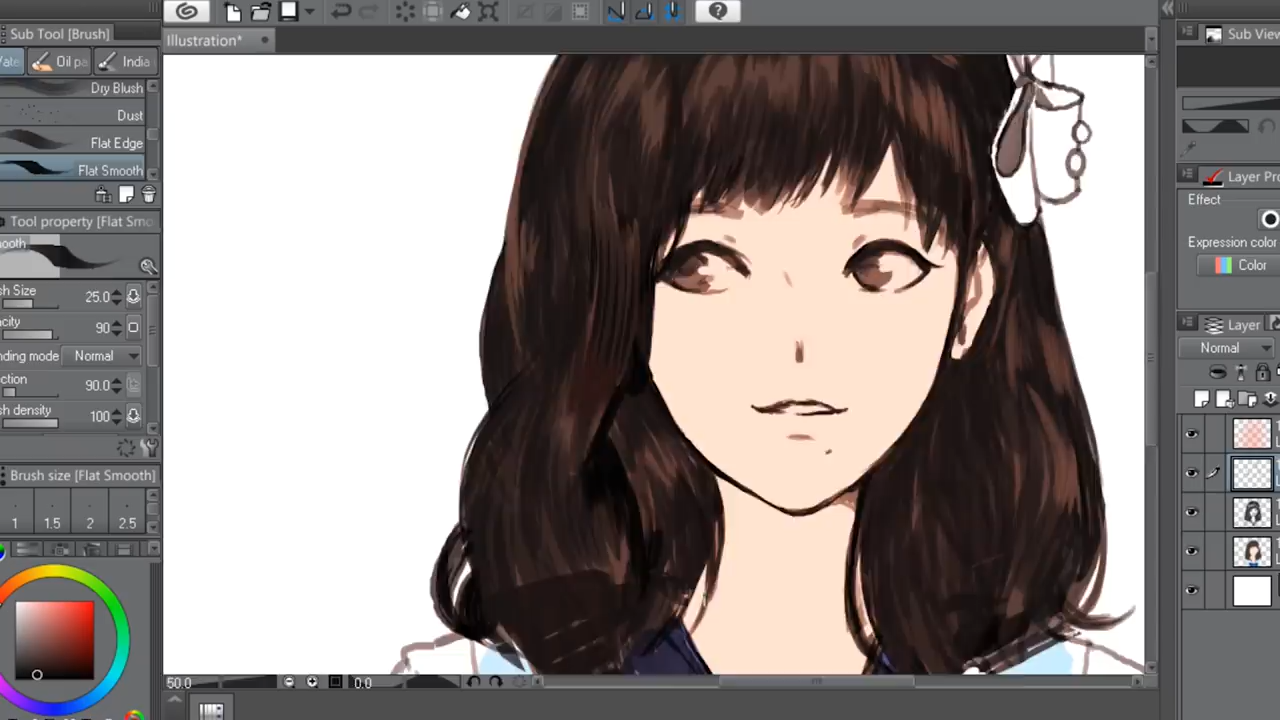 Sub Tool [Brush]
Oil pa
India
Dry Blush
Dust
Flat Edge
Flat Smooth
Tool property [Flat Smo
mooth
sh Size
25.0
acity
90
nding mode
Normal
ction
90.0
sh density
100
Brush size [Flat Smooth]
1
1.5
2
2.5
Illustration*
50.0
0.0
Sub View
Layer Pro
Effect
Expression color
Color
Layer
Normal